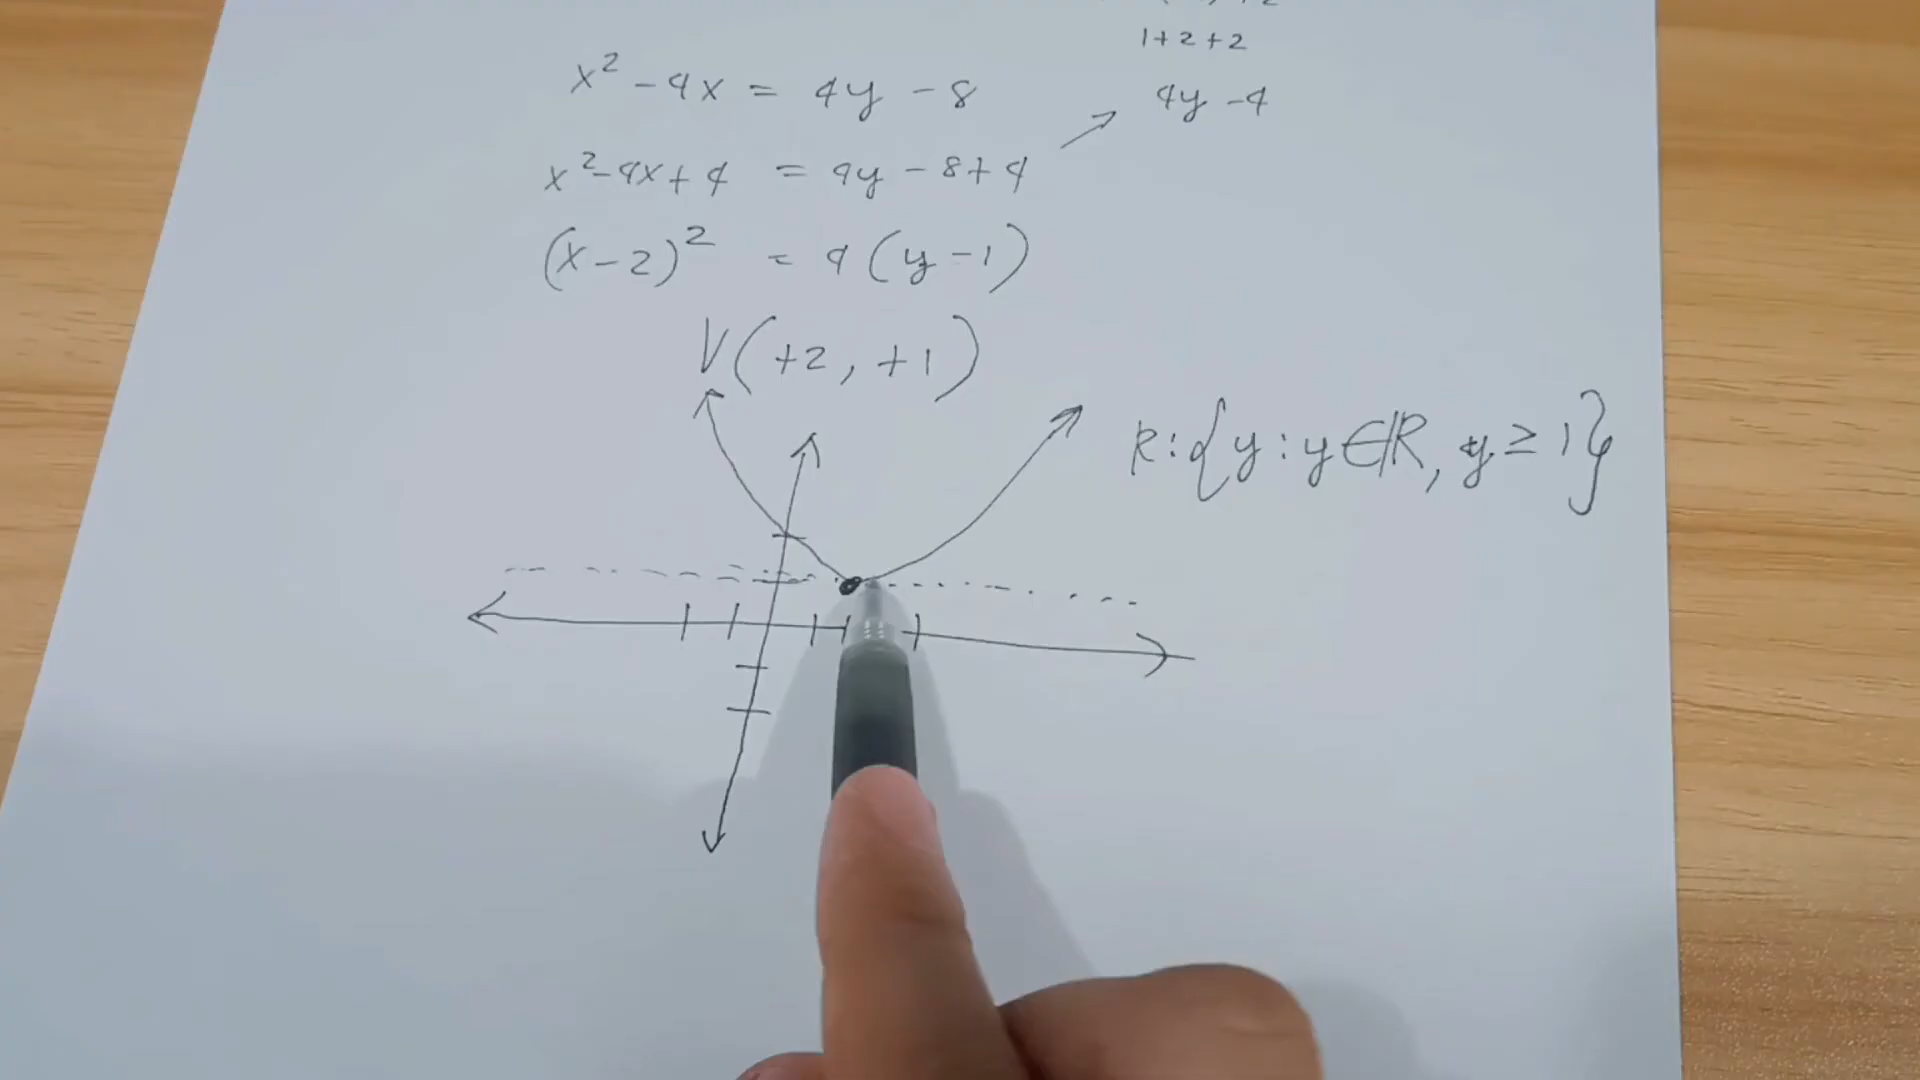 1+2+2
x² - 4x = 4y - 8
4y - 4
x² - 4x + 4 = 4y - 8 + 4
(x - 2)² = 4(y - 1)
V(+2, +1)
R: {y : y ∈ ℝ, y ≥ 1}